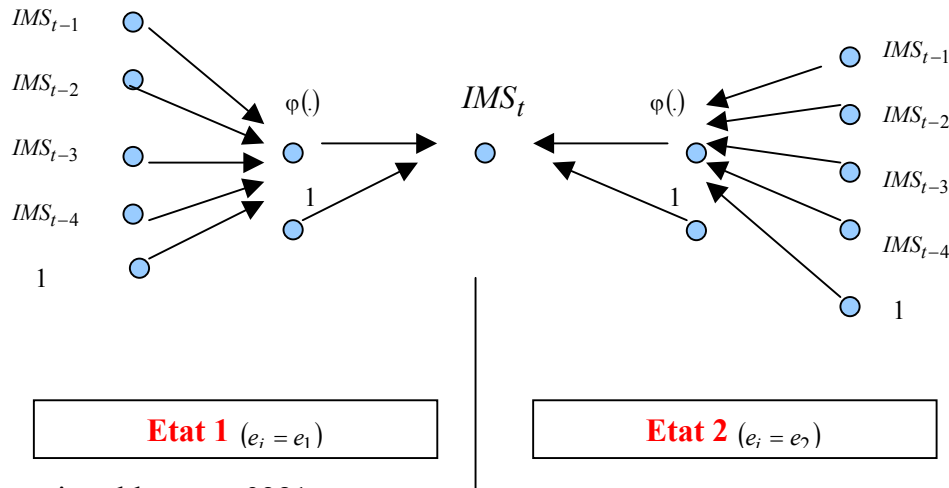 IMS_{t-1}
IMS_{t-2}
IMS_{t-3}
IMS_{t-4}
1
φ(.)
1
IMS_t
φ(.)
1
IMS_{t-1}
IMS_{t-2}
IMS_{t-3}
IMS_{t-4}
1
Etat 1 (e_i = e_1)
Etat 2 (e_i = e_2)